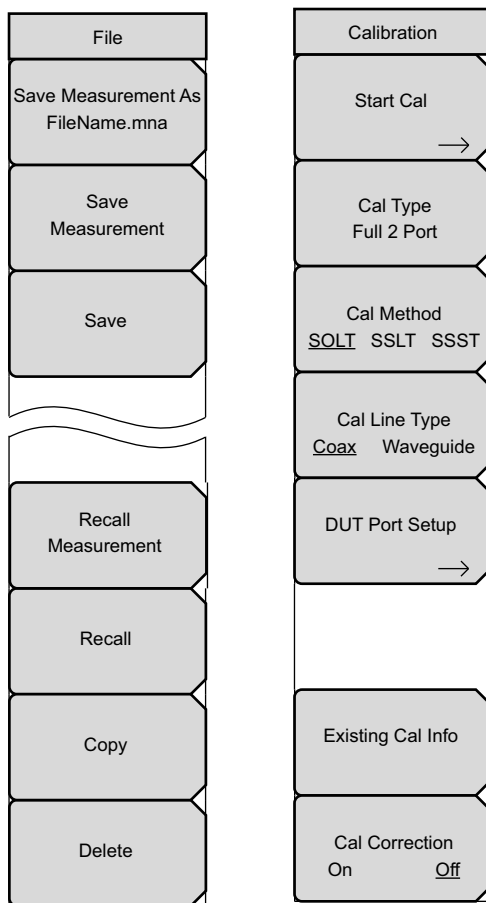 File
Save Measurement As
FileName.mna
Save
Measurement
Save
Recall
Measurement
Recall
Copy
Delete
Calibration
Start Cal
Cal Type
Full 2 Port
Cal Method
SOLT SSLT SSST
Cal Line Type
Coax Waveguide
DUT Port Setup
Existing Cal Info
Cal Correction
On Off